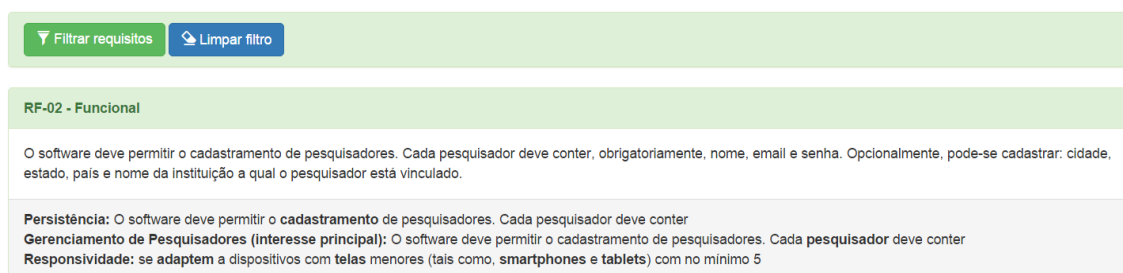 Filtrar requisitos Limpar filtro
RF-02 - Funcional
O software deve permitir o cadastramento de pesquisadores. Cada pesquisador deve conter, obrigatoriamente, nome, email e senha. Opcionalmente, pode-se cadastrar: cidade,
estado, país e nome da instituição a qual o pesquisador está vinculado.
Persistência: O software deve permitir o cadastramento de pesquisadores. Cada pesquisador deve conter
Gerenciamento de Pesquisadores (interesse principal): O software deve permitir o cadastramento de pesquisadores. Cada pesquisador deve conter
Responsividade: se adaptem a dispositivos com telas menores (tais como, smartphones e tablets) com no mínimo 5